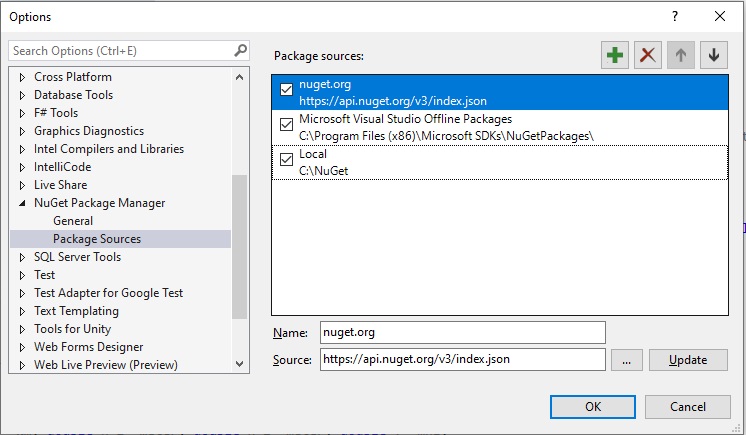 Options
Search Options (Ctrl+E)
Cross Platform
Database Tools
F# Tools
Graphics Diagnostics
Intel Compilers and Libraries
IntelliCode
Live Share
NuGet Package Manager
General
Package Sources
SQL Server Tools
Test
Test Adapter for Google Test
Text Templating
Tools for Unity
Web Forms Designer
Web Live Preview (Preview)
Package sources:
nuget.org
https://api.nuget.org/v3/index.json
Microsoft Visual Studio Offline Packages
C:\Program Files (x86)\Microsoft SDKs\NuGetPackages\
Local
C:\NuGet
Name: nuget.org
Source: https://api.nuget.org/v3/index.json ... Update
OK Cancel